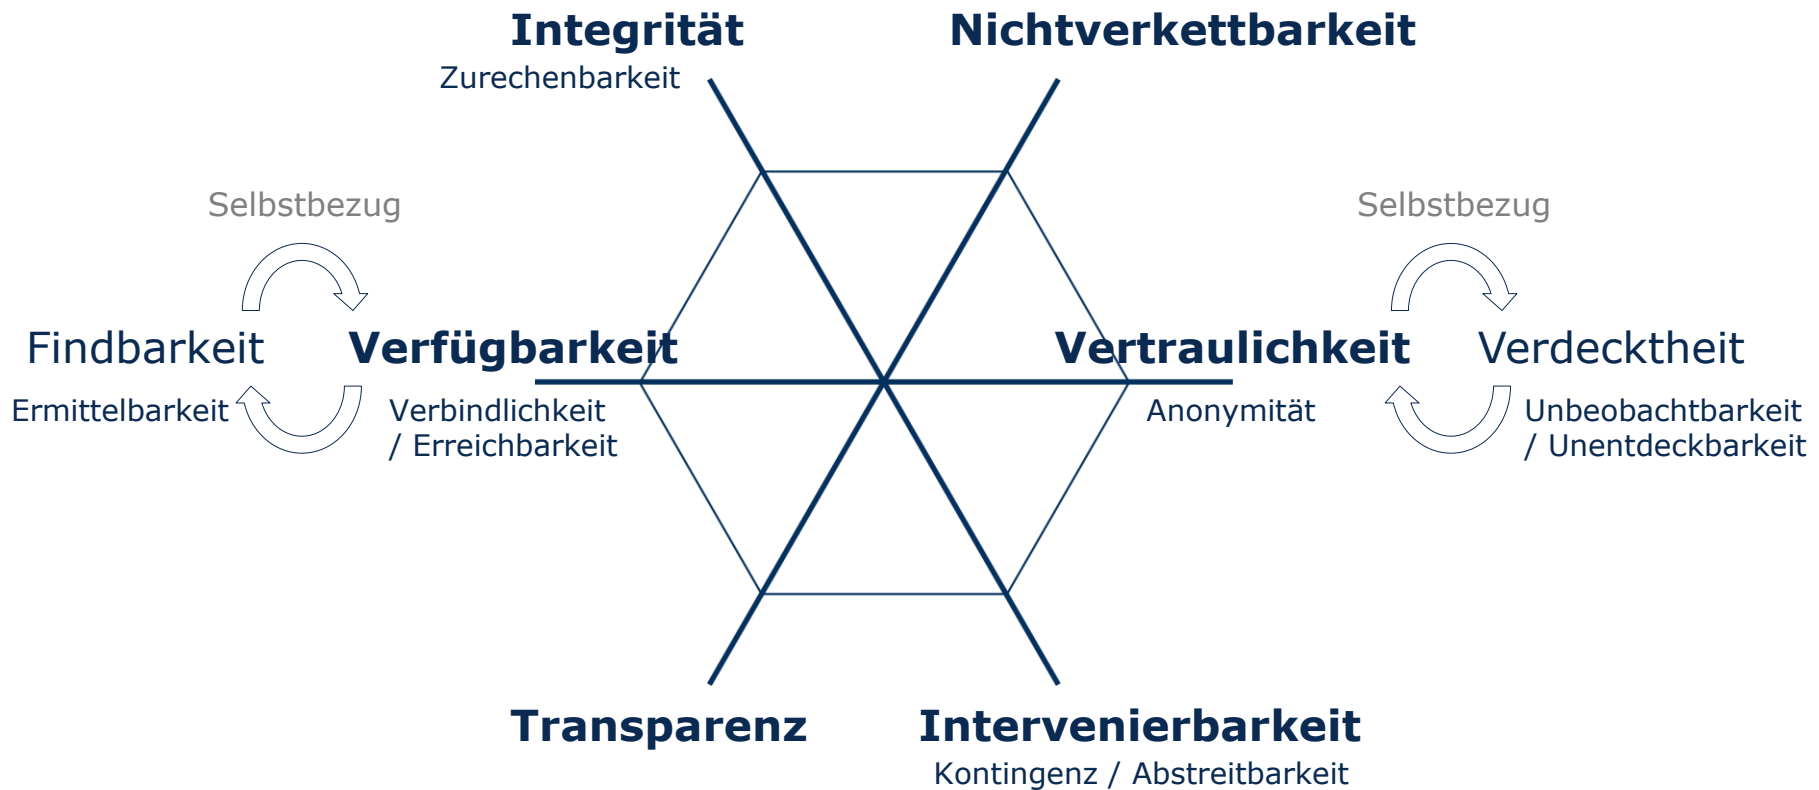 Integrität
Nichtverkettbarkeit
Zurechenbarkeit
Selbstbezug
Selbstbezug
Findbarkeit
Verfügbarkeit
Vertraulichkeit
Verdecktheit
Ermittelbarkeit
Verbindlichkeit
/ Erreichbarkeit
Anonymität
Unbeobachtbarkeit
/ Unentdeckbarkeit
Transparenz
Intervenierbarkeit
Kontingenz / Abstreitbarkeit